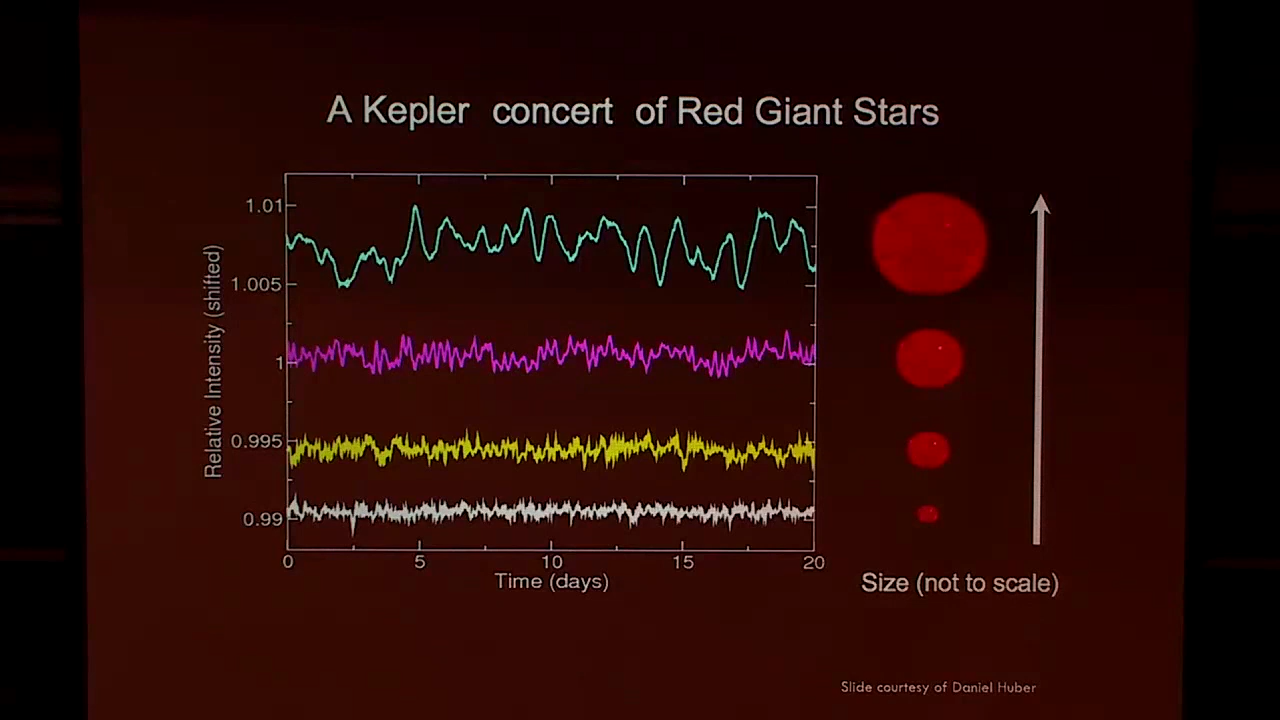 A Kepler concert of Red Giant Stars
Relative Intensity (shifted)
1.01
1.005
1
0.995
0.99
0
5
10
15
20
Time (days)
Size (not to scale)
Slide courtesy of Daniel Huber